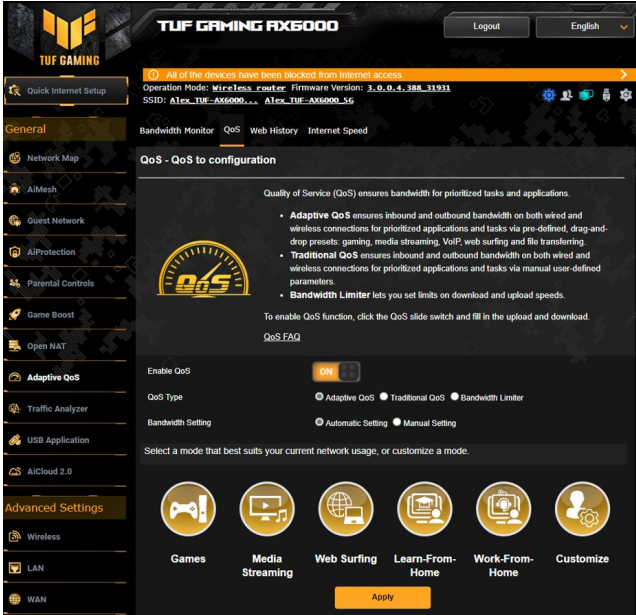 TUF GAMING AX6000
Logout
English
TUF GAMING
All of the devices have been blocked from Internet access.
Quick Internet Setup
Operation Mode: Wireless router Firmware Version: 3.0.0.4.388_31931
SSID: Alex_TUF-AX6000... Alex_TUF-AX6000_5G
General
Bandwidth Monitor QoS Web History Internet Speed
Network Map
AiMesh
Guest Network
AiProtection
Parental Controls
Game Boost
Open NAT
Adaptive QoS
Traffic Analyzer
USB Application
AiCloud 2.0
Advanced Settings
Wireless
LAN
WAN
QoS - QoS to configuration
QoS
Quality of Service (QoS) ensures bandwidth for prioritized tasks and applications.
• Adaptive QoS ensures inbound and outbound bandwidth on both wired and
wireless connections for prioritized applications and tasks via pre-defined, drag-and-
drop presets: gaming, media streaming, VoIP, web surfing and file transferring.
• Traditional QoS ensures inbound and outbound bandwidth on both wired and
wireless connections for prioritized applications and tasks via manual user-defined
parameters.
• Bandwidth Limiter lets you set limits on download and upload speeds.
To enable QoS function, click the QoS slide switch and fill in the upload and download.
QoS FAQ
Enable QoS ON
QoS Type Adaptive QoS Traditional QoS Bandwidth Limiter
Bandwidth Setting Automatic Setting Manual Setting
Select a mode that best suits your current network usage, or customize a mode.
Games
Media
Streaming
Web Surfing
Learn-From-
Home
Work-From-
Home
Customize
Apply